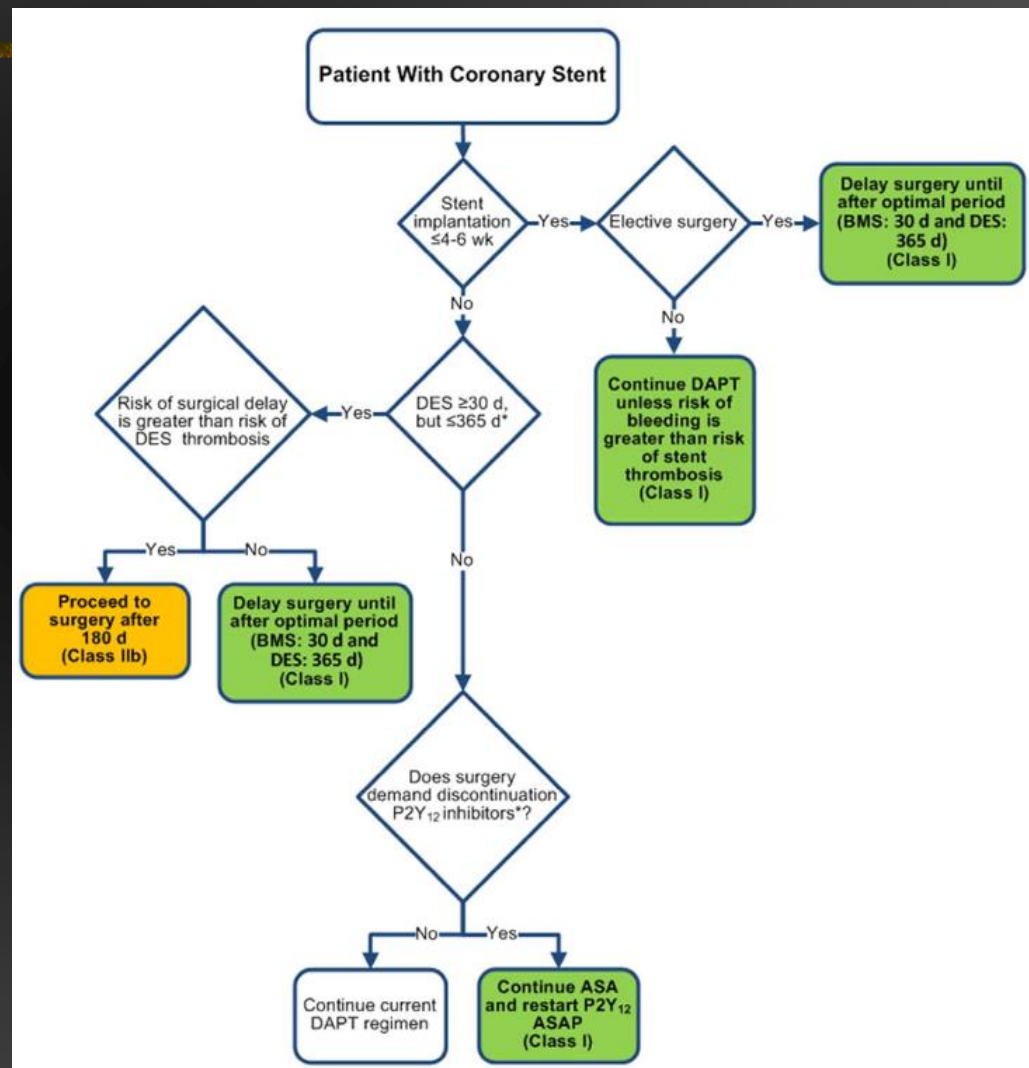 Patient With Coronary Stent
Stent
implantation
≤4-6 wk
Yes
Elective surgery
Yes
Delay surgery until
after optimal period
(BMS: 30 d and DES:
365 d)
(Class I)
No
No
Continue DAPT
unless risk of
bleeding is
greater than risk
of stent
thrombosis
(Class I)
DES ≥30 d,
but ≤365 d*
Yes
Risk of surgical delay
is greater than risk of
DES thrombosis
Yes
No
Proceed to
surgery after
180 d
(Class IIb)
Delay surgery until
after optimal period
(BMS: 30 d and
DES: 365 d)
(Class I)
No
Does surgery
demand discontinuation
P2Y₁₂ inhibitors*?
No
Yes
Continue current
DAPT regimen
Continue ASA
and restart P2Y₁₂
ASAP
(Class I)